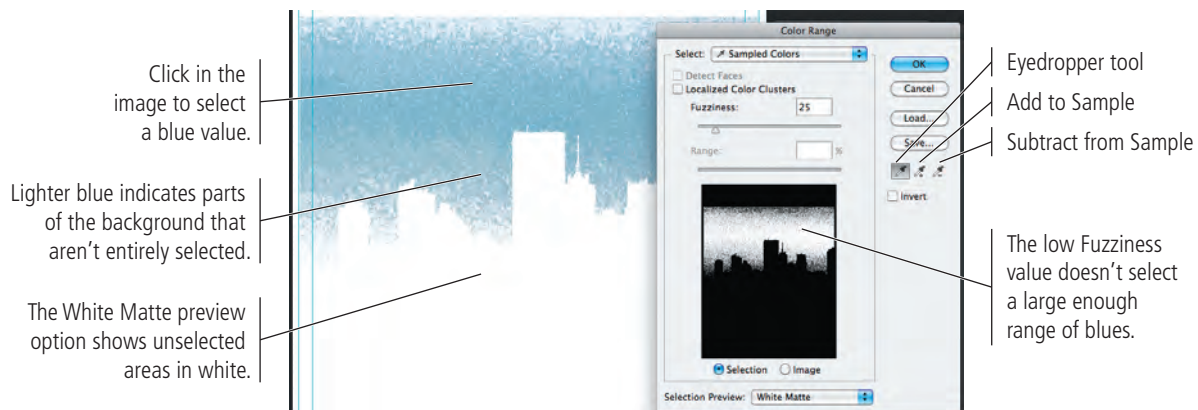 Click in the
image to select
a blue value.
Lighter blue indicates parts
of the background that
aren't entirely selected.
The White Matte preview
option shows unselected
areas in white.
Color Range
Select: Sampled Colors
Detect Faces
Localized Color Clusters
Fuzziness: 25
Range: %
Selection Image
Selection Preview: White Matte
OK
Cancel
Load...
Save...
Invert
Eyedropper tool
Add to Sample
Subtract from Sample
The low Fuzziness
value doesn't select
a large enough
range of blues.